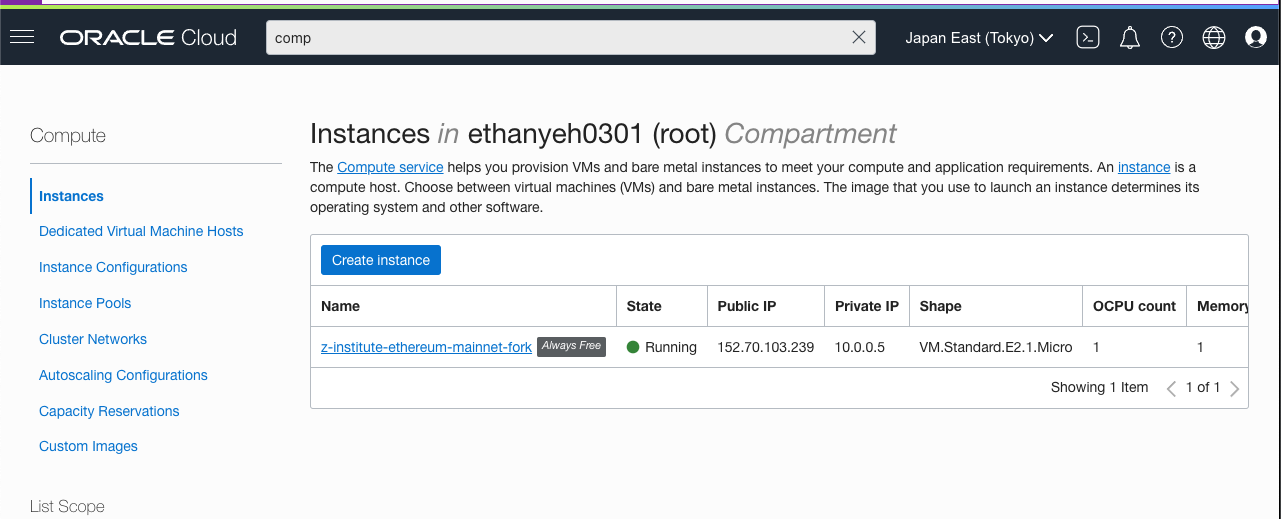 ORACLE Cloud
comp
Japan East (Tokyo)
Compute
Instances
Dedicated Virtual Machine Hosts
Instance Configurations
Instance Pools
Cluster Networks
Autoscaling Configurations
Capacity Reservations
Custom Images
List Scope
Instances in ethanyeh0301 (root) Compartment
The Compute service helps you provision VMs and bare metal instances to meet your compute and application requirements. An instance is a
compute host. Choose between virtual machines (VMs) and bare metal instances. The image that you use to launch an instance determines its
operating system and other software.
Create instance
Name State Public IP Private IP Shape OCPU count Memory
z-institute-ethereum-mainnet-fork Always Free Running 152.70.103.239 10.0.0.5 VM.Standard.E2.1.Micro 1 1
Showing 1 Item < 1 of 1 >